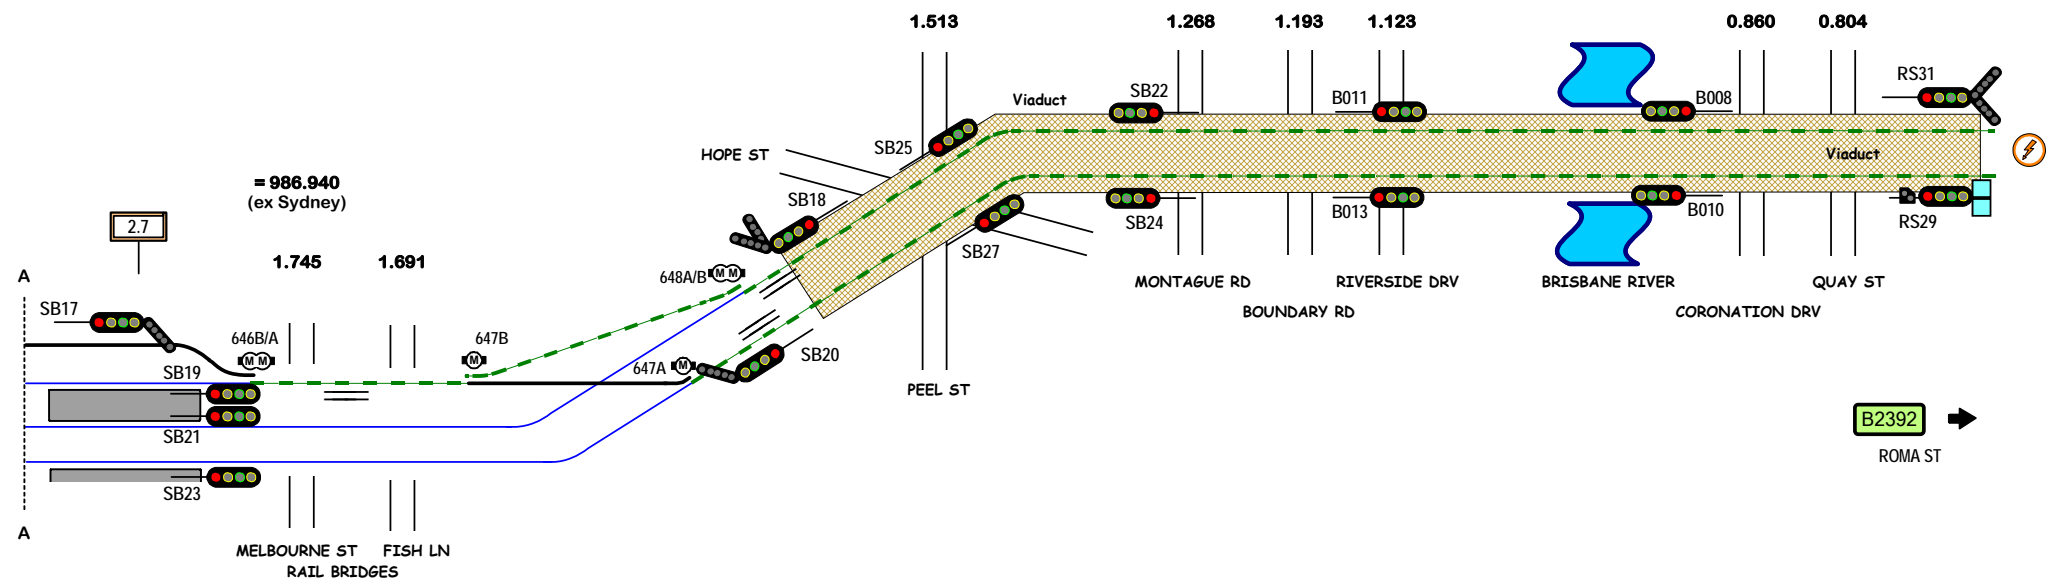 1.513
1.268
1.193
1.123
0.860
0.804
RS31
SB22
B011
B008
Viaduct
SB25
HOPE ST
Viaduct
= 986.940
(ex Sydney)
SB18
SB24
B013
B010
RS29
2.7
SB27
1.745
1.691
A
648A/B
MONTAGUE RD
RIVERSIDE DRV
BRISBANE RIVER
QUAY ST
SB17
BOUNDARY RD
CORONATION DRV
646B/A
647B
M M
M M
M
M
647A
SB20
SB19
PEEL ST
B2392
SB21
ROMA ST
SB23
A
MELBOURNE ST
FISH LN
RAIL BRIDGES